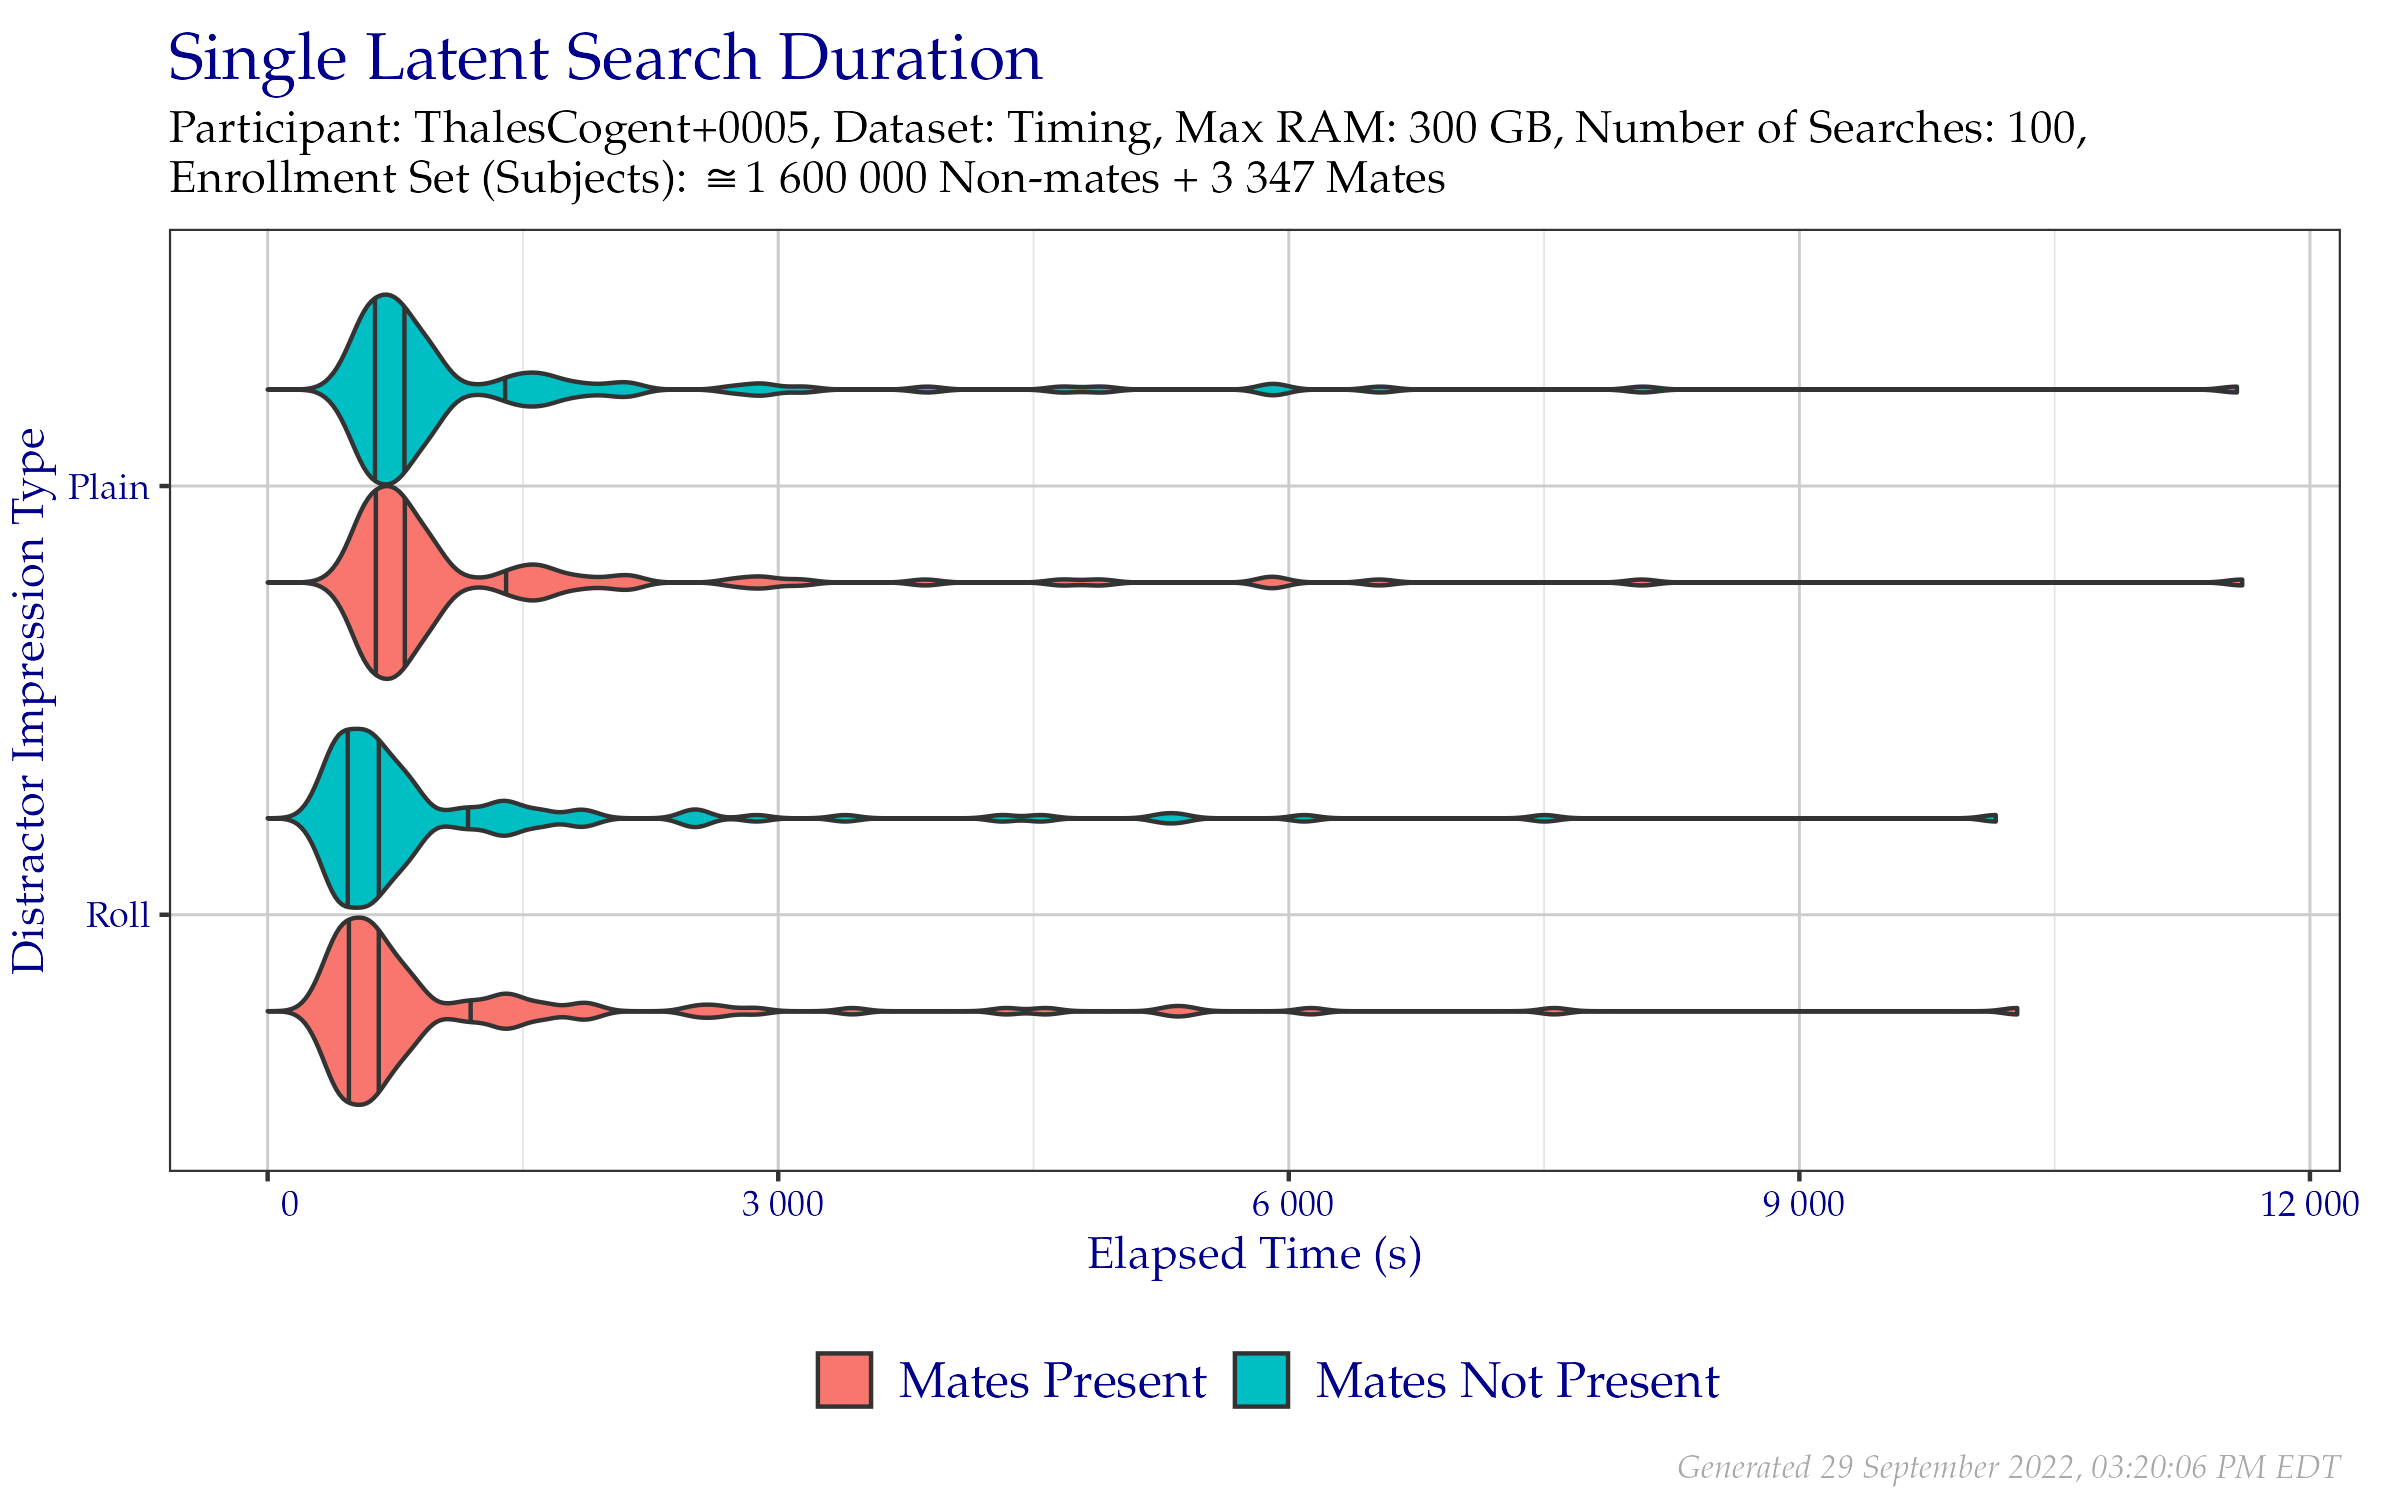 Single Latent Search Duration
Participant: ThalesCogent+0005, Dataset: Timing, Max RAM: 300 GB, Number of Searches: 100,
Enrollment Set (Subjects): ≅1 600 000 Non-mates + 3 347 Mates
Distractor Impression Type
Plain
Roll
0 3 000 6 000 9 000 12 000
Elapsed Time (s)
Mates Present Mates Not Present
Generated 29 September 2022, 03:20:06 PM EDT